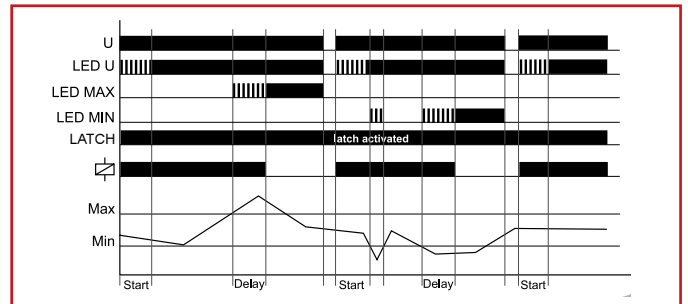 U
LED U
LED MAX
LED MIN
LATCH latch activated
Max
Min
Start Delay Start Delay Start